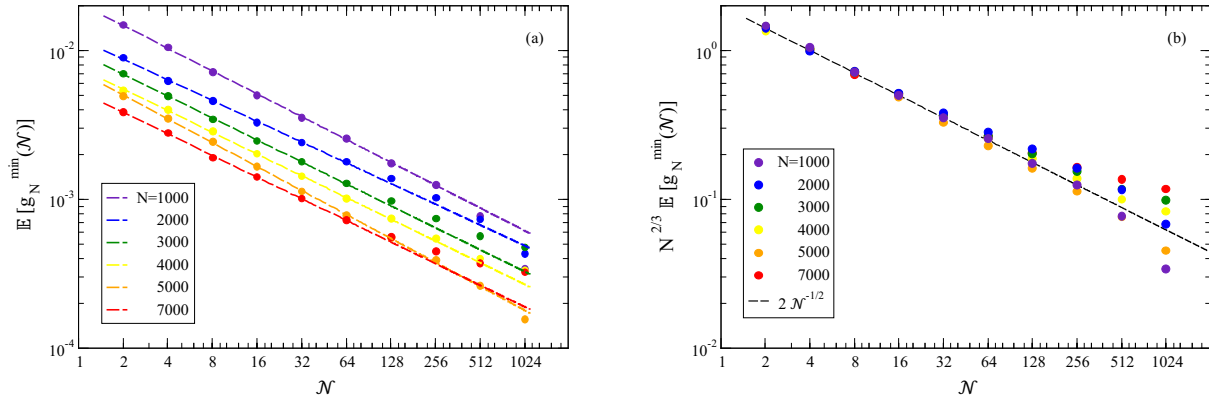 (a)
10^-2
10^-3
10^-4
𝔼 [g_N^min(𝒩)]
N=1000
2000
3000
4000
5000
7000
1 2 4 8 16 32 64 128 256 512 1024
𝒩
(b)
10^0
10^-1
10^-2
N^2/3 𝔼 [g_N^min(𝒩)]
N=1000
2000
3000
4000
5000
7000
2 𝒩^-1/2
1 2 4 8 16 32 64 128 256 512 1024
𝒩